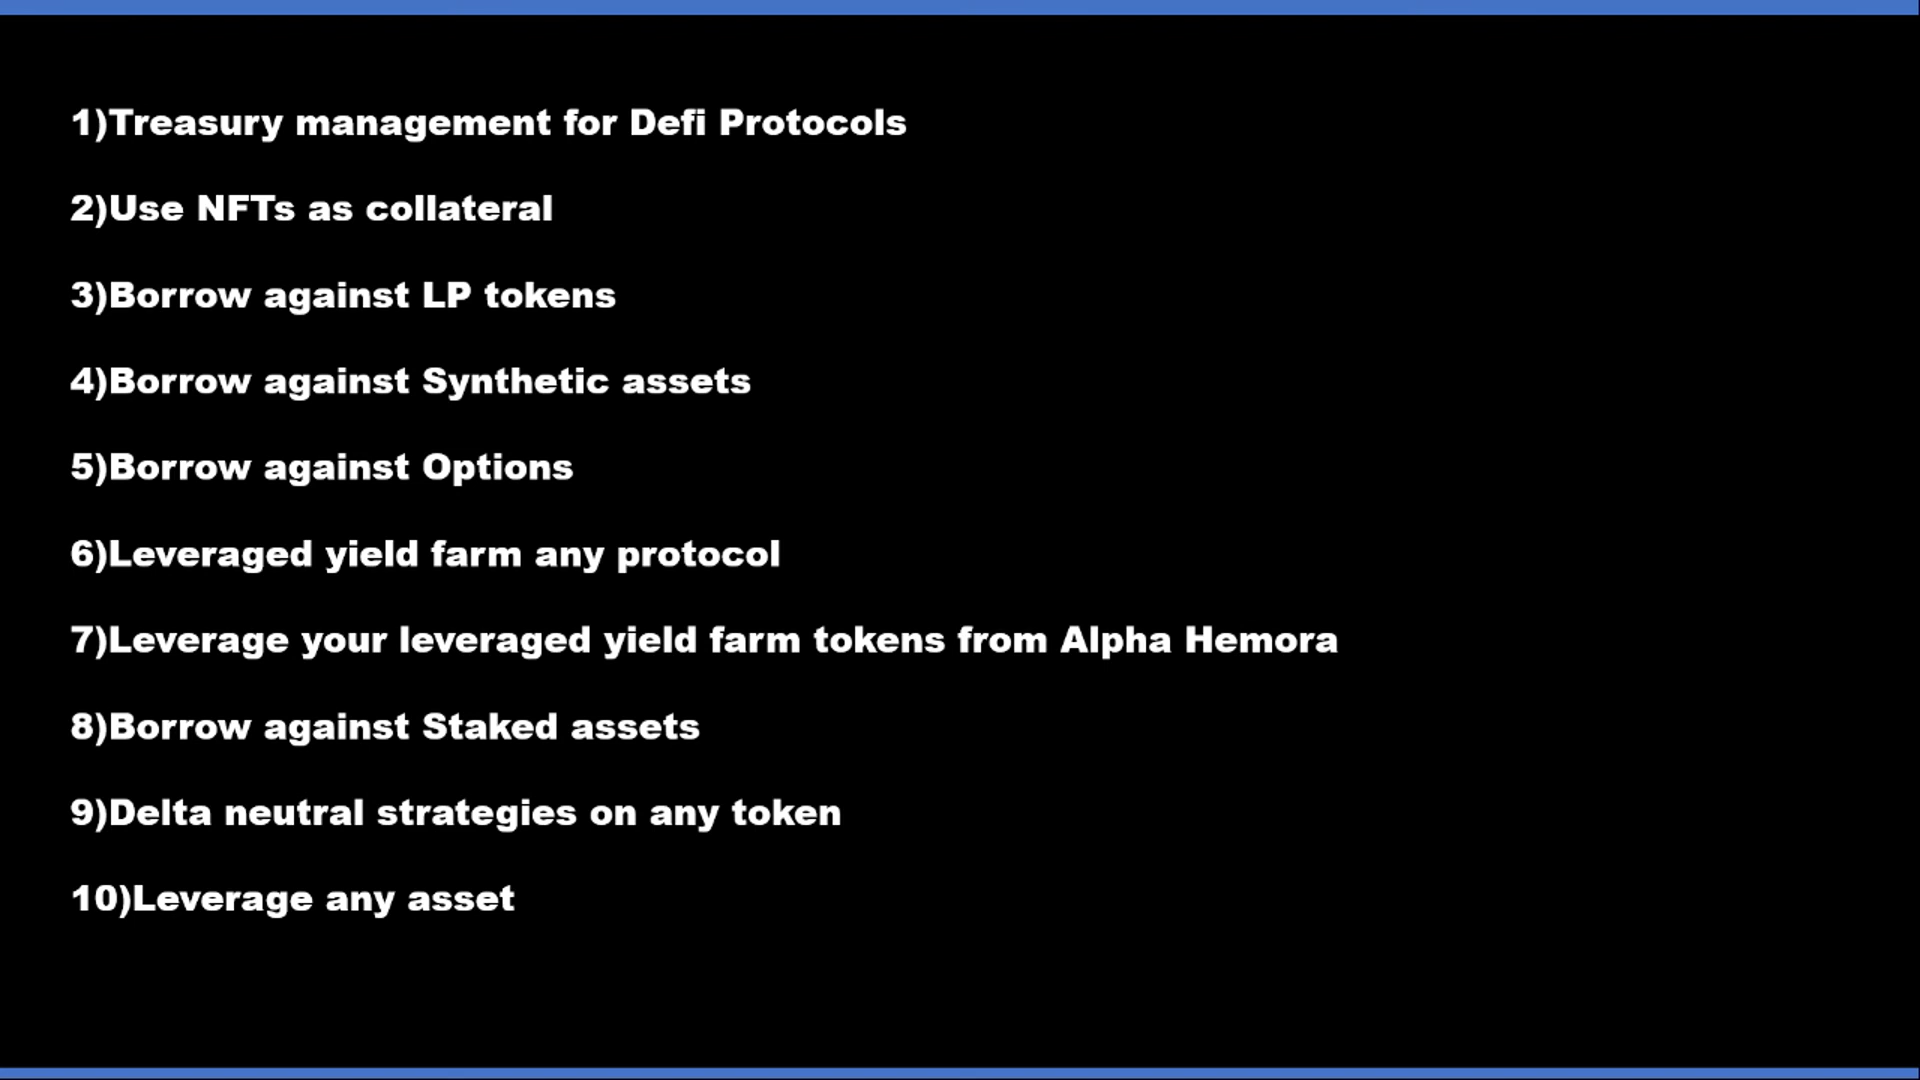 1)Treasury management for Defi Protocols
2)Use NFTs as collateral
3)Borrow against LP tokens
4)Borrow against Synthetic assets
5)Borrow against Options
6)Leveraged yield farm any protocol
7)Leverage your leveraged yield farm tokens from Alpha Hemora
8)Borrow against Staked assets
9)Delta neutral strategies on any token
10)Leverage any asset